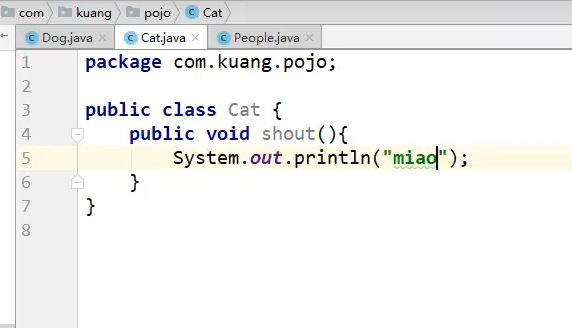 com kuang pojo Cat
Dog.java Cat.java People.java
1 package com.kuang.pojo;
2
3 public class Cat {
4 public void shout(){
5 System.out.println("miao");
6 }
7 }
8